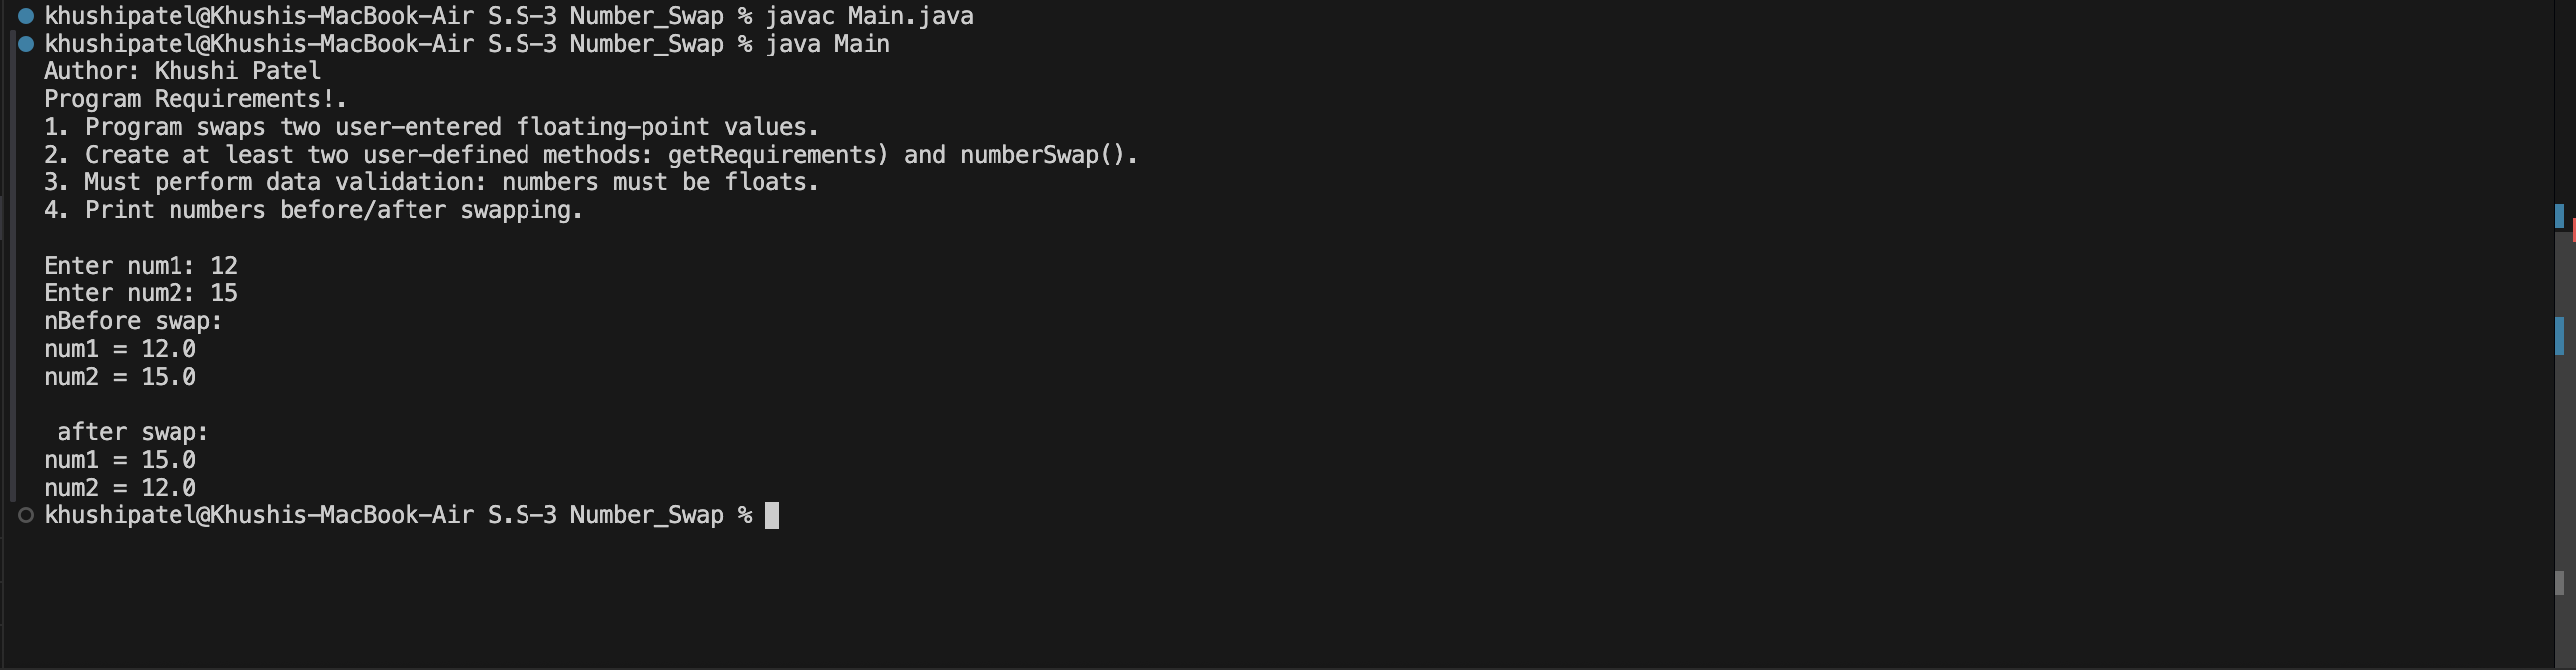 khushipatel@Khushis-MacBook-Air S.S-3 Number_Swap % javac Main.java
khushipatel@Khushis-MacBook-Air S.S-3 Number_Swap % java Main
Author: Khushi Patel
Program Requirements!.
1. Program swaps two user-entered floating-point values.
2. Create at least two user-defined methods: getRequirements) and numberSwap().
3. Must perform data validation: numbers must be floats.
4. Print numbers before/after swapping.
Enter num1: 12
Enter num2: 15
nBefore swap:
num1 = 12.0
num2 = 15.0
after swap:
num1 = 15.0
num2 = 12.0
khushipatel@Khushis-MacBook-Air S.S-3 Number_Swap %